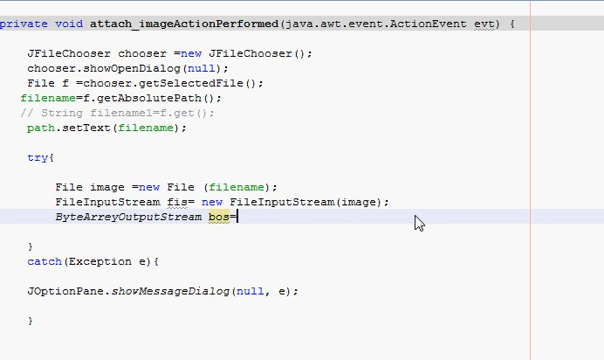 private void attach_imageActionPerformed(java.awt.event.ActionEvent evt) {
JFileChooser chooser =new JFileChooser();
chooser.showOpenDialog(null);
File f =chooser.getSelectedFile();
filename=f.getAbsolutePath();
// String filename1=f.get();
path.setText(filename);
try{
File image =new File (filename);
FileInputStream fis= new FileInputStream(image);
ByteArreyOutputStream bos=
}
catch(Exception e){
JOptionPane.showMessageDialog(null, e);
}